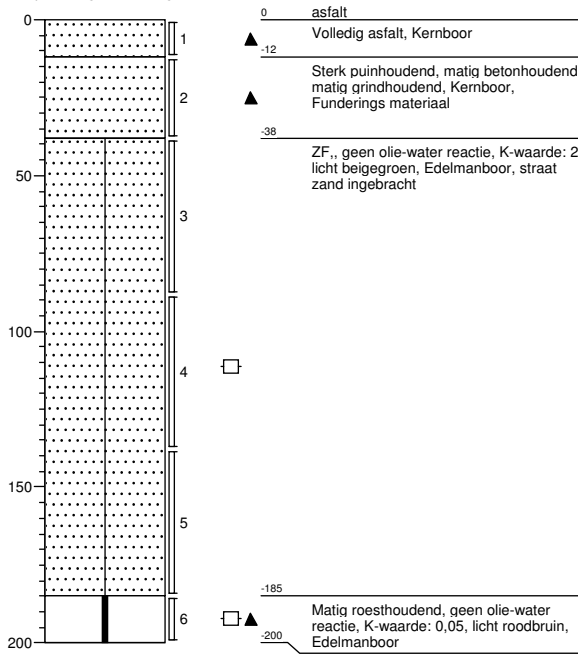 0
50
100
150
200
1
2
3
4
5
6
0 asfalt
Volledig asfalt, Kernboor
-12
Sterk puinhoudend, matig betonhoudend
matig grindhoudend, Kernboor,
Funderings materiaal
-38
ZF,, geen olie-water reactie, K-waarde: 2
licht beigegroen, Edelmanboor, straat
zand ingebracht
-185
Matig roesthoudend, geen olie-water
reactie, K-waarde: 0,05, licht roodbruin,
Edelmanboor
-200